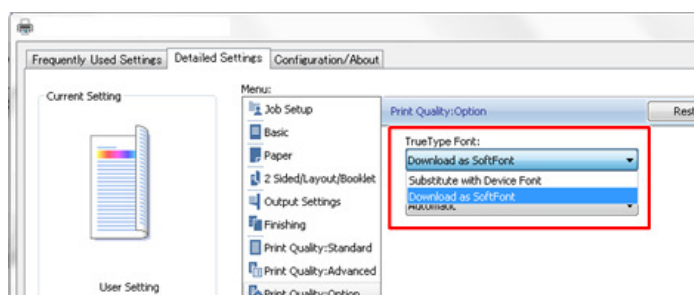 Frequently Used Settings
Detailed Settings
Configuration/About
Current Setting
User Setting
Menu:
Job Setup
Basic
Paper
2 Sided/Layout/Booklet
Output Settings
Finishing
Print Quality:Standard
Print Quality:Advanced
Print Quality:Option
Print Quality:Option
Rest
TrueType Font:
Download as SoftFont
Substitute with Device Font
Download as SoftFont
Automatic